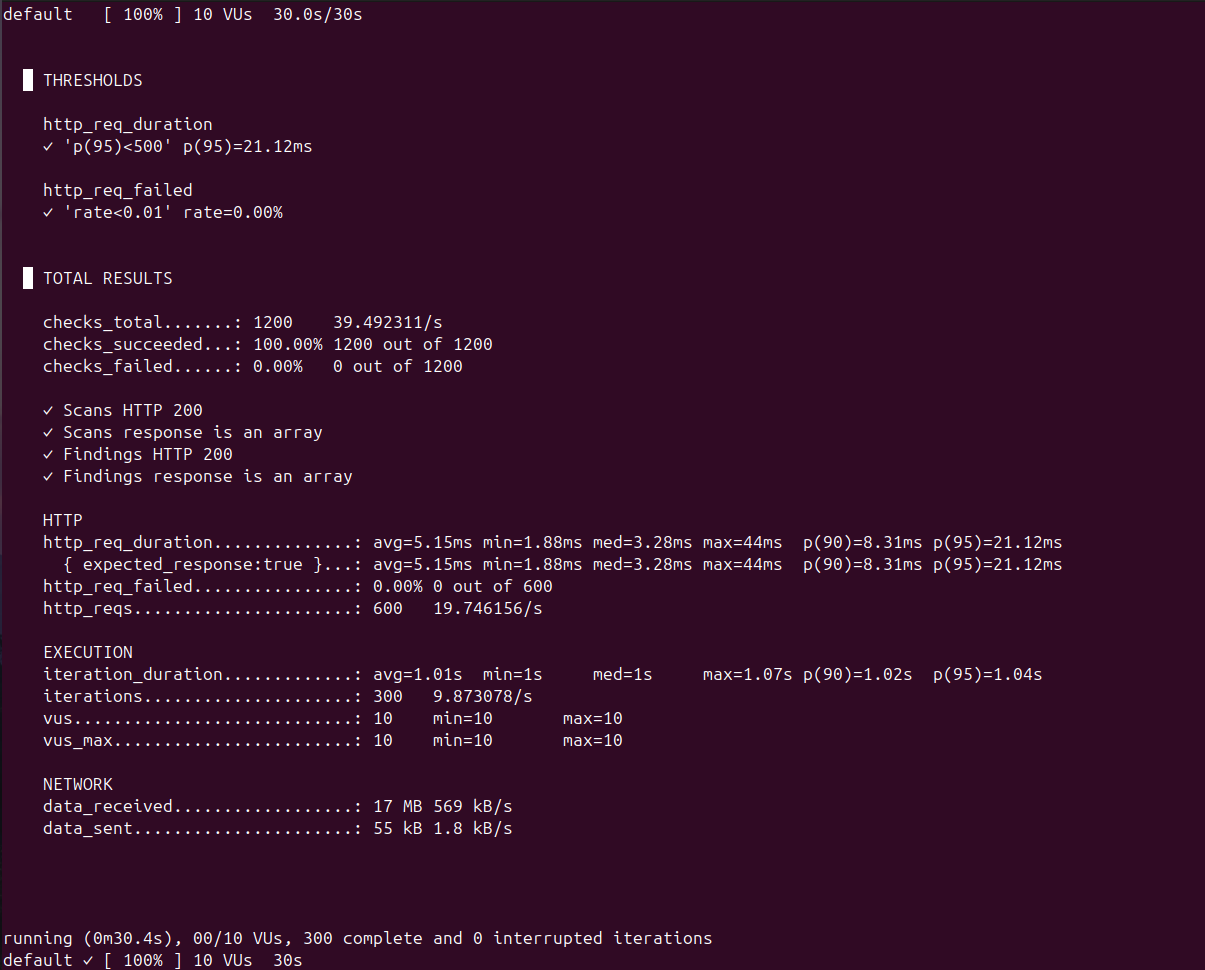 default   [ 100% ] 10 VUs  30.0s/30s
THRESHOLDS
http_req_duration
✓ 'p(95)<500' p(95)=21.12ms
http_req_failed
✓ 'rate<0.01' rate=0.00%
TOTAL RESULTS
checks_total.......: 1200    39.492311/s
checks_succeeded...: 100.00% 1200 out of 1200
checks_failed......: 0.00%   0 out of 1200
✓ Scans HTTP 200
✓ Scans response is an array
✓ Findings HTTP 200
✓ Findings response is an array
HTTP
http_req_duration..............: avg=5.15ms min=1.88ms med=3.28ms max=44ms  p(90)=8.31ms p(95)=21.12ms
  { expected_response:true }...: avg=5.15ms min=1.88ms med=3.28ms max=44ms  p(90)=8.31ms p(95)=21.12ms
http_req_failed................: 0.00% 0 out of 600
http_reqs......................: 600   19.746156/s
EXECUTION
iteration_duration.............: avg=1.01s  min=1s     med=1s     max=1.07s p(90)=1.02s  p(95)=1.04s
iterations.....................: 300   9.873078/s
vus............................: 10    min=10       max=10
vus_max........................: 10    min=10       max=10
NETWORK
data_received..................: 17 MB 569 kB/s
data_sent......................: 55 kB 1.8 kB/s
running (0m30.4s), 00/10 VUs, 300 complete and 0 interrupted iterations
default ✓ [ 100% ] 10 VUs  30s